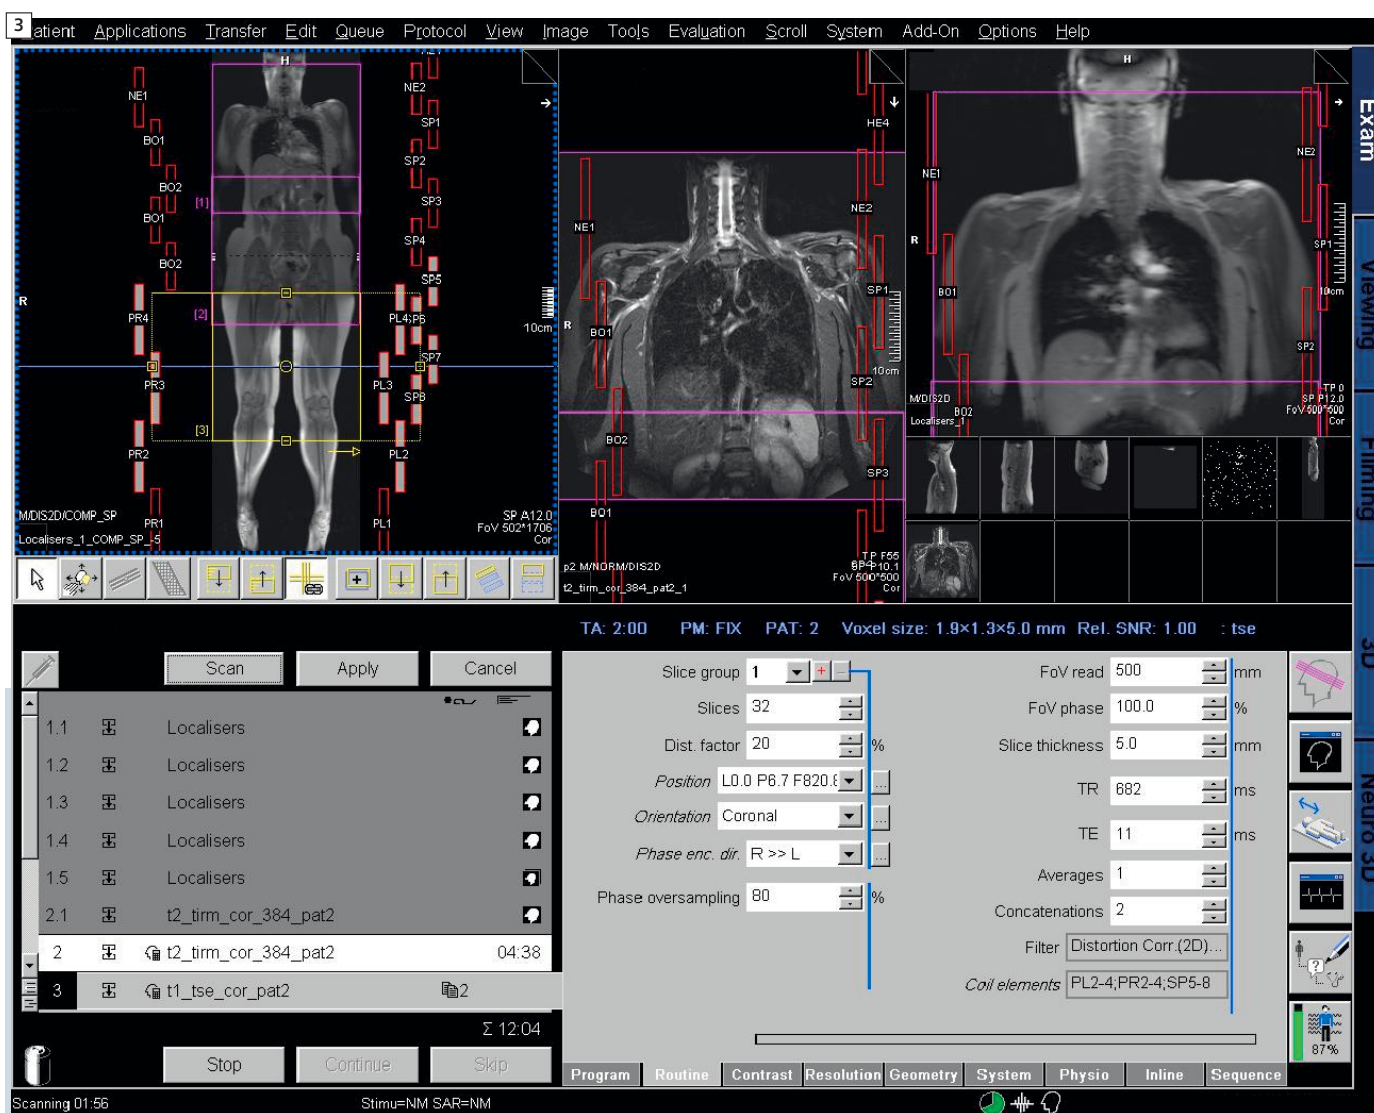 3
atient Applications Transfer Edit Queue Protocol View Image Tools Evaluation Scroll System Add-On Options Help
H
NE1
BO1
BO2
BO1
BO2
PR4
PR3
PR2
PR1
R
[1]
[2]
[3]
NE2
SP1
SP2
SP3
SP4
SP5
PL4
SP7
PL3
SP8
PL2
PL1
10cm
M/DIS2D/COMP_SP
Localisers_1_COMP_SP_-5
SP A12.0
FoV 502*1706
Cor
HE4
NE1
NE2
SP1
R
BO1
10cm
SP2
BO2
SP3
BO1
p2 M/NORM/DIS2D
t2_tirm_cor_384_pat2_1
TP F55
SP P10.1
FoV 500*500
Cor
H
NE2
NE1
R
SP1
BO1
10cm
SP2
BO2
M/DIS2D
Localisers_1
TP 0
SP P12.0
FoV 500*500
Cor
Exam
Viewing
Filming
3D
Neuro 3D
TA: 2:00 PM: FIX PAT: 2 Voxel size: 1.9×1.3×5.0 mm Rel. SNR: 1.00 : tse
Scan Apply Cancel
1.1 Localisers
1.2 Localisers
1.3 Localisers
1.4 Localisers
1.5 Localisers
2.1 t2_tirm_cor_384_pat2
2 t2_tirm_cor_384_pat2 04:38
3 t1_tse_cor_pat2 2
Σ 12:04
Stop Continue Skip
Slice group 1 + -
Slices 32
Dist. factor 20 %
Position L0.0 P6.7 F820.8 ...
Orientation Coronal ...
Phase enc. dir. R >> L ...
Phase oversampling 80 %
FoV read 500 mm
FoV phase 100.0 %
Slice thickness 5.0 mm
TR 682 ms
TE 11 ms
Averages 1
Concatenations 2
Filter Distortion Corr.(2D)...
Coil elements PL2-4;PR2-4;SP5-8
?
87%
Program Routine Contrast Resolution Geometry System Physio Inline Sequence
Scanning 01:56 Stimu=NM SAR=NM